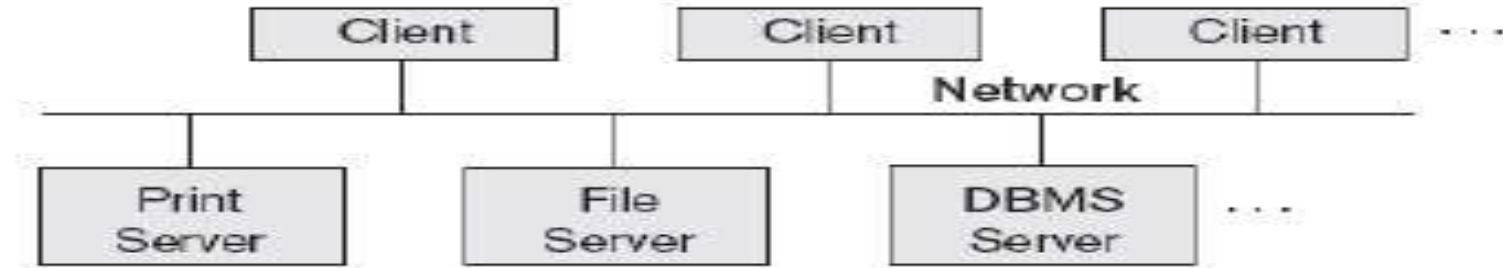 Client
Client
Client
. . .
Network
Print
Server
File
Server
DBMS
Server
. . .